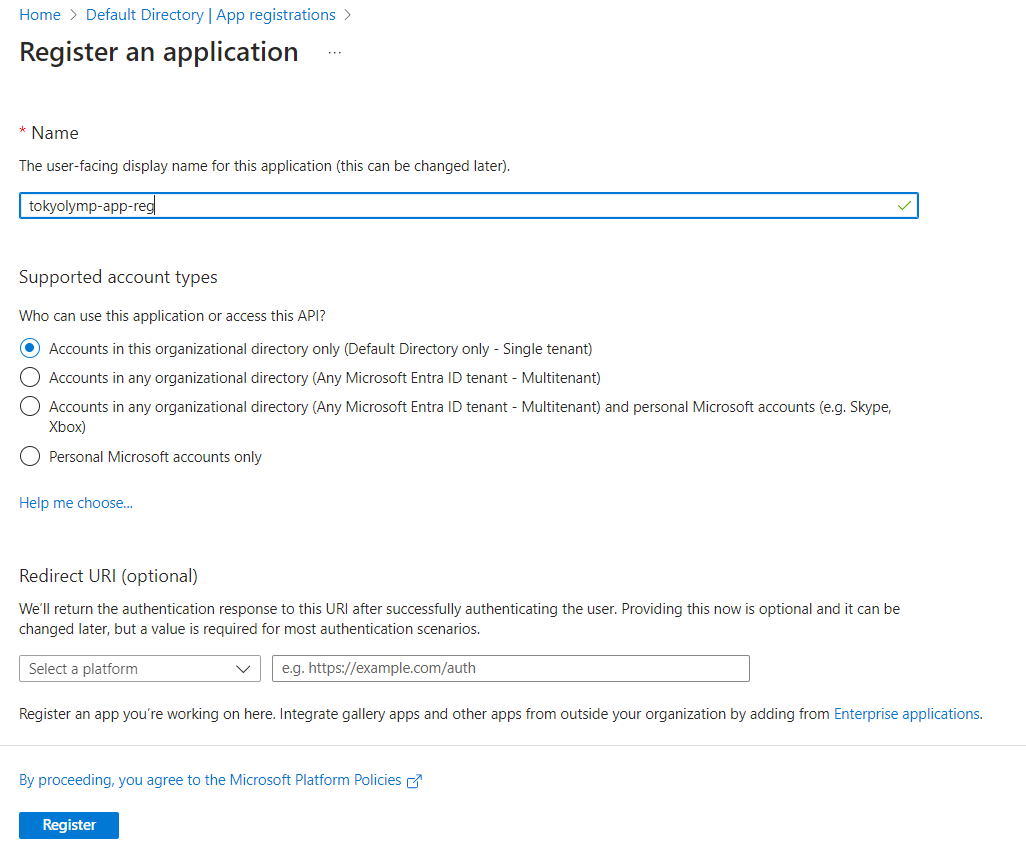 Home > Default Directory | App registrations >
Register an application ...
* Name
The user-facing display name for this application (this can be changed later).
tokyolymp-app-reg
Supported account types
Who can use this application or access this API?
Accounts in this organizational directory only (Default Directory only - Single tenant)
Accounts in any organizational directory (Any Microsoft Entra ID tenant - Multitenant)
Accounts in any organizational directory (Any Microsoft Entra ID tenant - Multitenant) and personal Microsoft accounts (e.g. Skype,
Xbox)
Personal Microsoft accounts only
Help me choose...
Redirect URI (optional)
We'll return the authentication response to this URI after successfully authenticating the user. Providing this now is optional and it can be
changed later, but a value is required for most authentication scenarios.
Select a platform e.g. https://example.com/auth
Register an app you're working on here. Integrate gallery apps and other apps from outside your organization by adding from Enterprise applications.
By proceeding, you agree to the Microsoft Platform Policies
Register